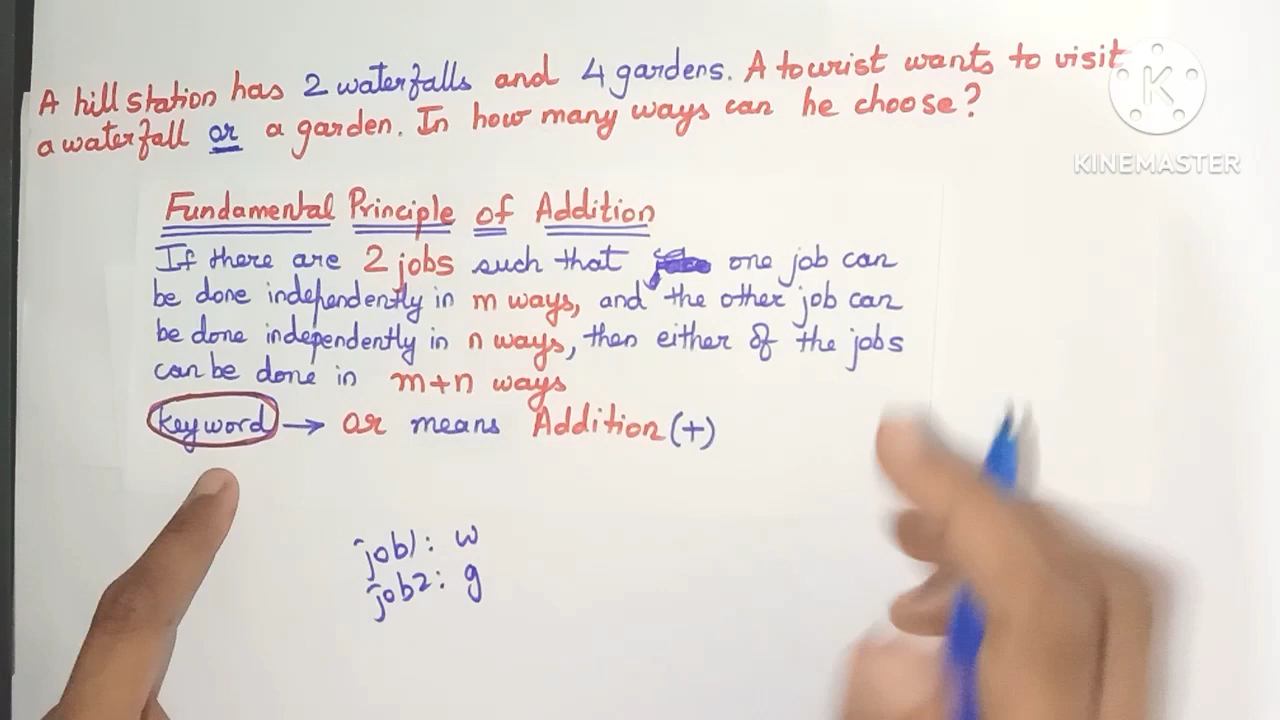 A hill station has 2 waterfalls and 4 gardens. A tourist wants to visit
a waterfall or a garden. In how many ways can he choose?
K
KINEMASTER
Fundamental Principle of Addition
If there are 2 jobs such that one job can
be done independently in m ways, and the other job can
be done independently in n ways, then either of the jobs
can be done in m+n ways
keyword → or means Addition (+)
job1: w
job2: g